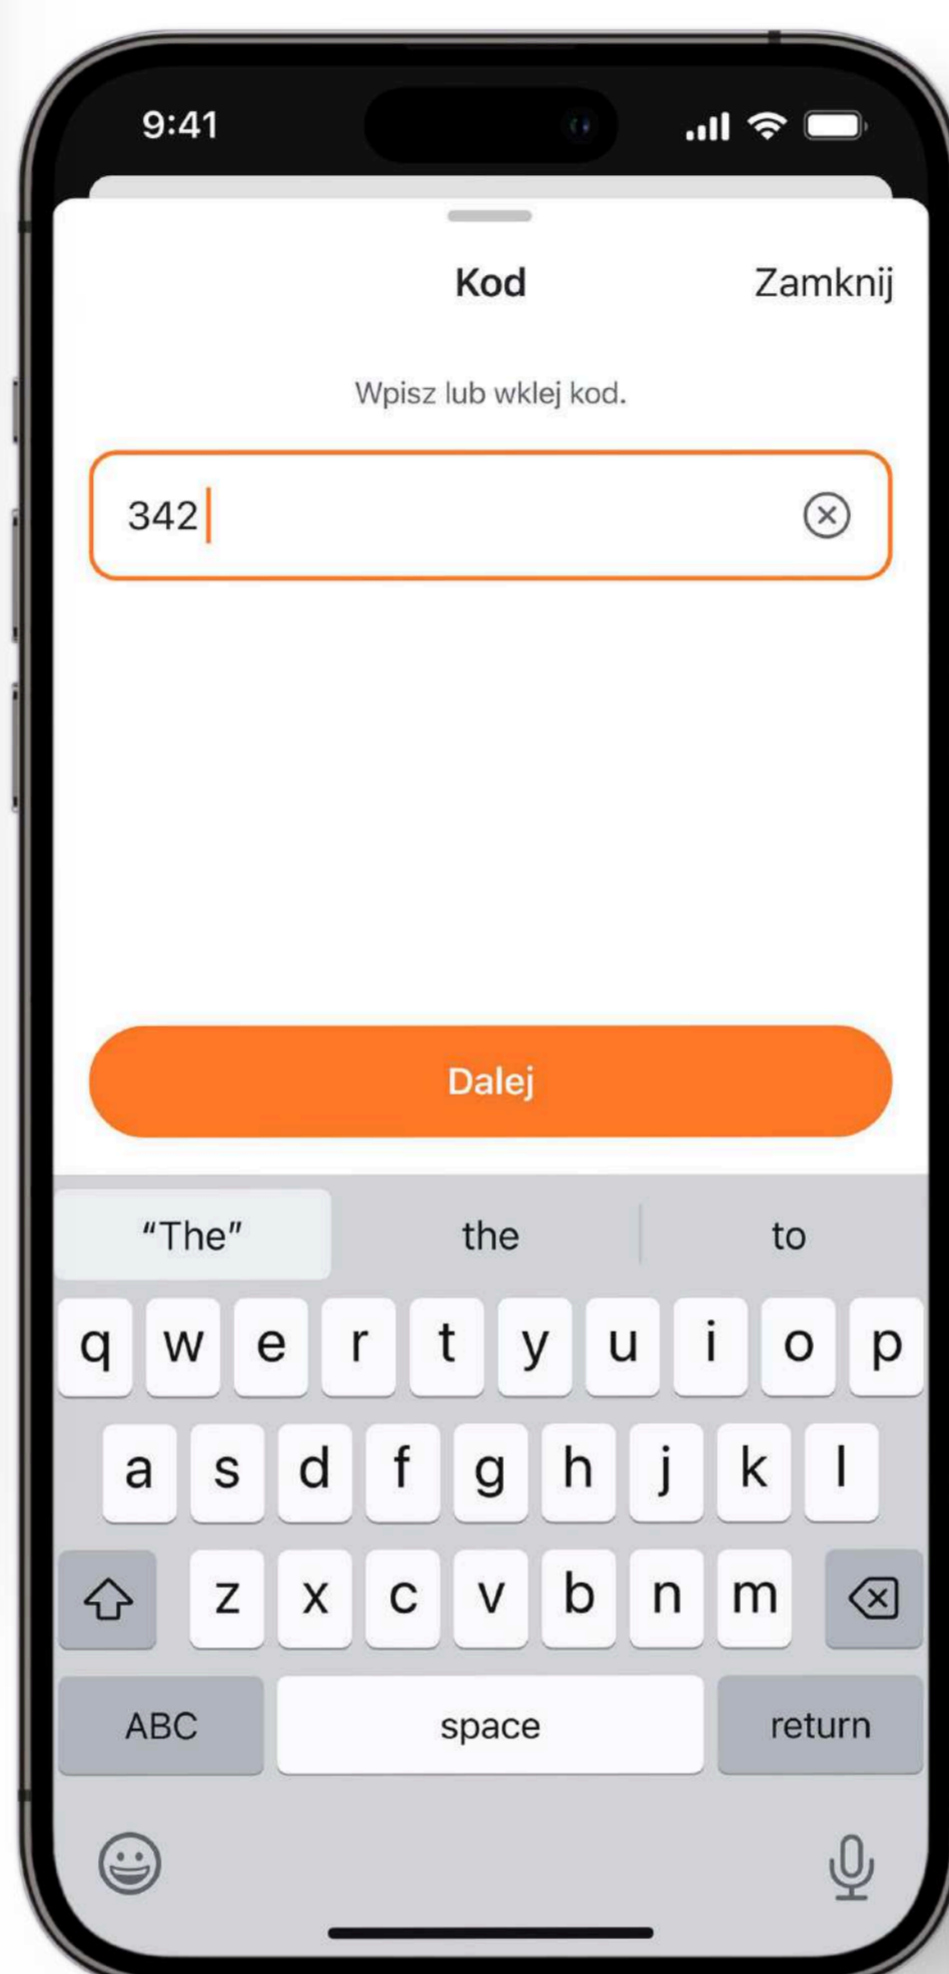 9:41
Kod Zamknij
Wpisz lub wklej kod.
342
Dalej
“The” the to
q w e r t y u i o p
a s d f g h j k l
z x c v b n m
ABC space return